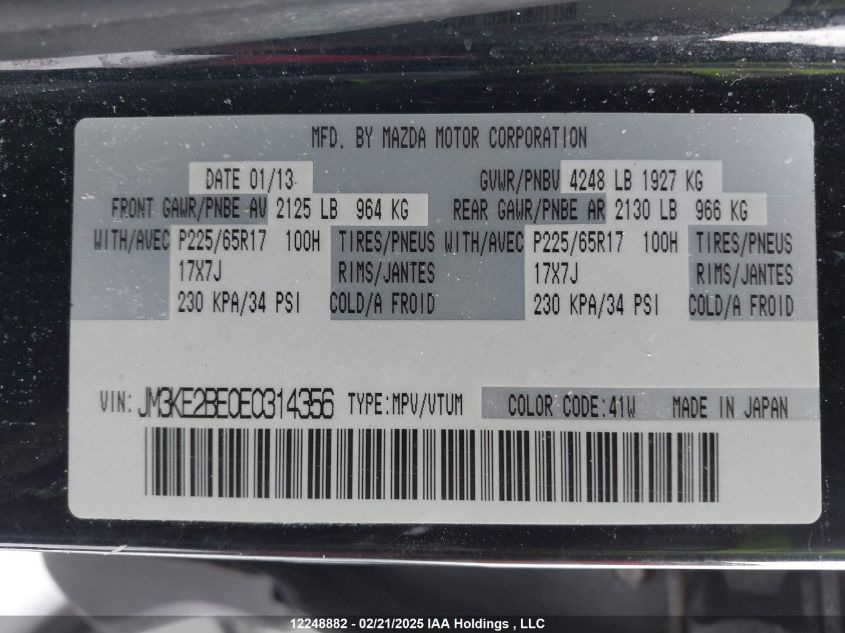 MFD. BY MAZDA MOTOR CORPORATION
DATE 01/13 GVWR/PNBV 4248 LB 1927 KG
FRONT GAWR/PNBE AV 2125 LB 964 KG REAR GAWR/PNBE AR 2130 LB 966 KG
WITH/AVEC P225/65R17 100H TIRES/PNEUS WITH/AVEC P225/65R17 100H TIRES/PNEUS
17X7J RIMS/JANTES 17X7J RIMS/JANTES
230 KPA/34 PSI COLD/A FROID 230 KPA/34 PSI COLD/A FROID
VIN: JM3KE2BE0E0314356 TYPE:MPV/VTUM COLOR CODE:41W MADE IN JAPAN
12248882 - 02/21/2025 IAA Holdings , LLC